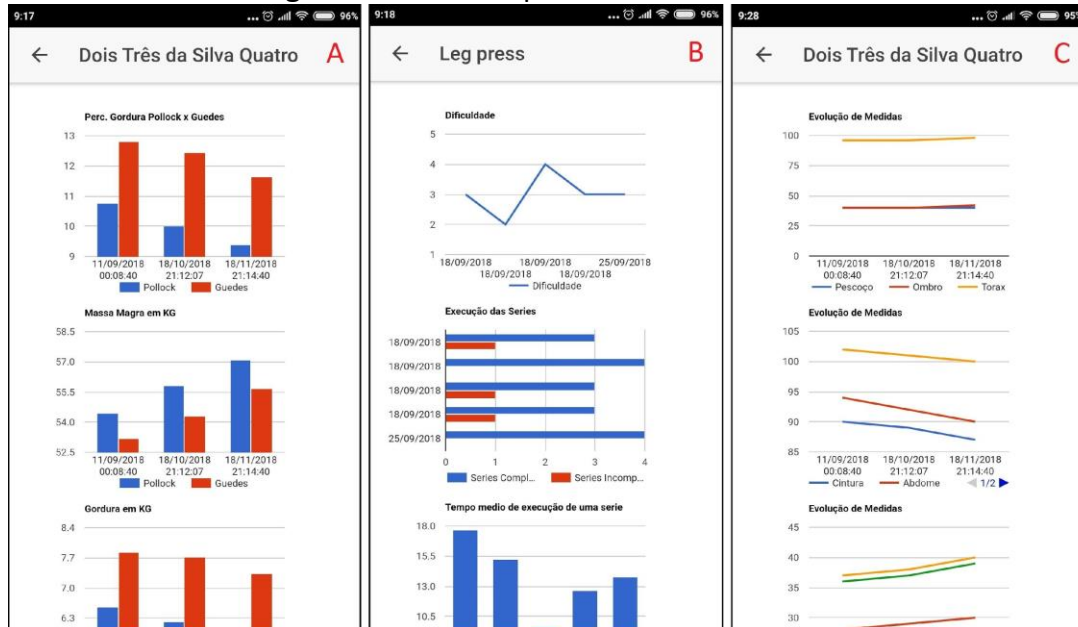 9:17
... 96%
Dois Três da Silva Quatro A
Perc. Gordura Pollock x Guedes
13
12
11
10
9
11/09/2018 18/10/2018 18/11/2018
00:08:40 21:12:07 21:14:40
Pollock Guedes
Massa Magra em KG
58.5
57.0
55.5
54.0
52.5
11/09/2018 18/10/2018 18/11/2018
00:08:40 21:12:07 21:14:40
Pollock Guedes
Gordura em KG
8.4
7.7
7.0
6.3
9:18
... 96%
Leg press B
Dificuldade
5
4
3
2
1
18/09/2018 18/09/2018 25/09/2018
18/09/2018 18/09/2018
Dificuldade
Execução das Series
18/09/2018
18/09/2018
18/09/2018
18/09/2018
25/09/2018
0 1 2 3 4
Series Compl... Series Incomp...
Tempo medio de execução de uma serie
18.0
15.5
13.0
10.5
9:28
... 95%
Dois Três da Silva Quatro C
Evolução de Medidas
100
75
50
25
0
11/09/2018 18/10/2018 18/11/2018
00:08:40 21:12:07 21:14:40
Pescoço Ombro Torax
Evolução de Medidas
105
100
95
90
85
11/09/2018 18/10/2018 18/11/2018
00:08:40 21:12:07 21:14:40
Cintura Abdome 1/2
Evolução de Medidas
45
40
35
30